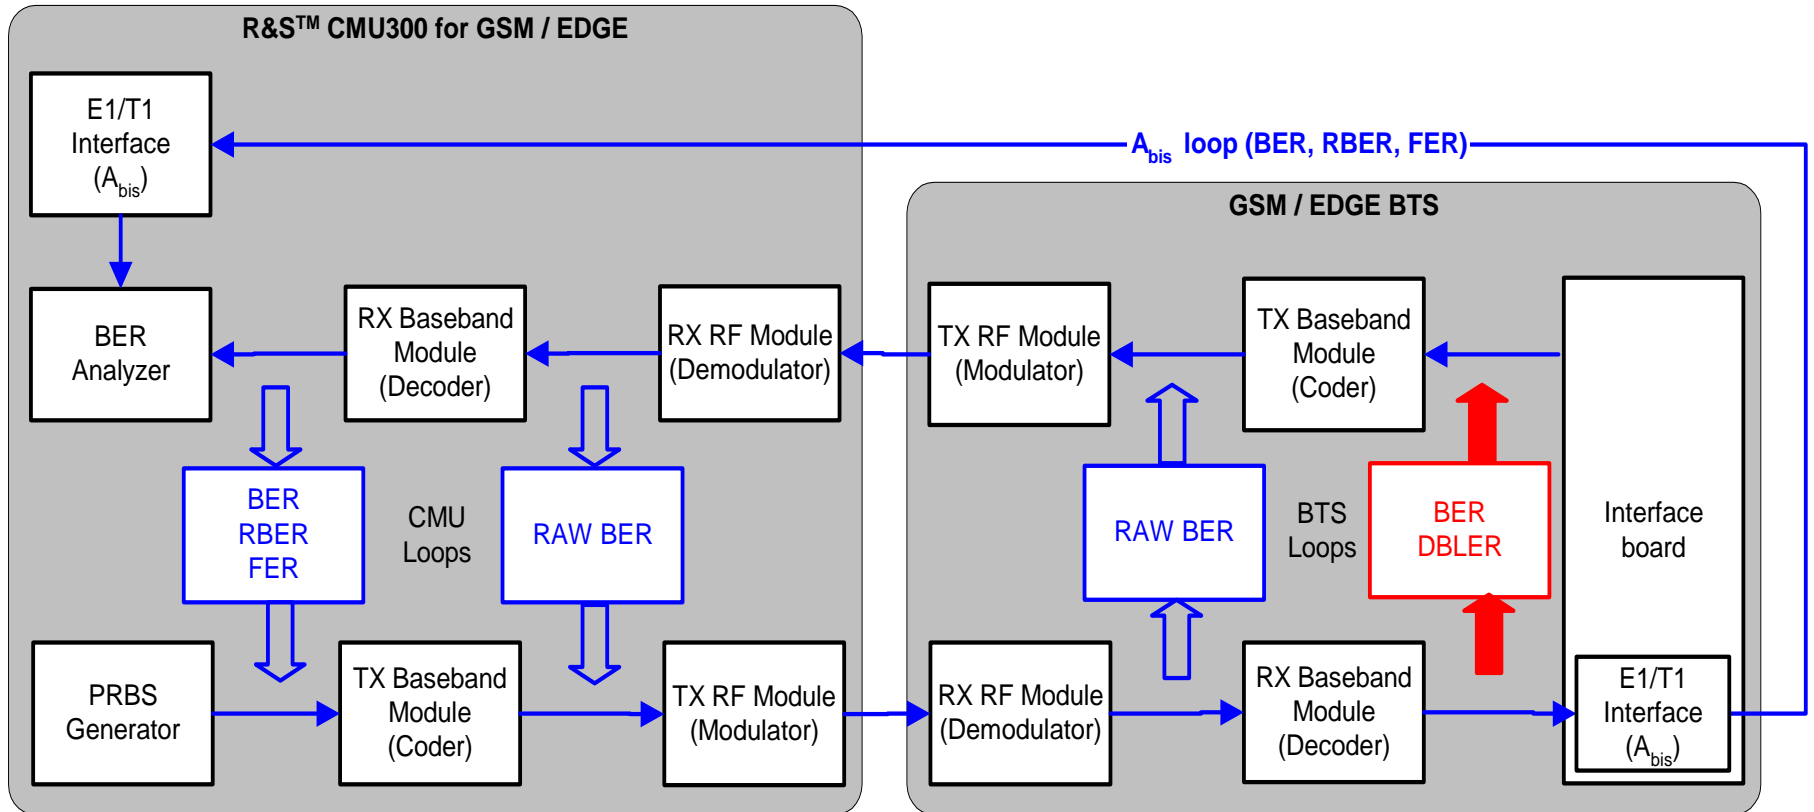 R&S™ CMU300 for GSM / EDGE
E1/T1
Interface
(Abis)
Abis loop (BER, RBER, FER)
GSM / EDGE BTS
BER
Analyzer
RX Baseband
Module
(Decoder)
RX RF Module
(Demodulator)
TX RF Module
(Modulator)
TX Baseband
Module
(Coder)
BER
RBER
FER
CMU
Loops
RAW BER
RAW BER
BTS
Loops
BER
DBLER
Interface
board
PRBS
Generator
TX Baseband
Module
(Coder)
TX RF Module
(Modulator)
RX RF Module
(Demodulator)
RX Baseband
Module
(Decoder)
E1/T1
Interface
(Abis)